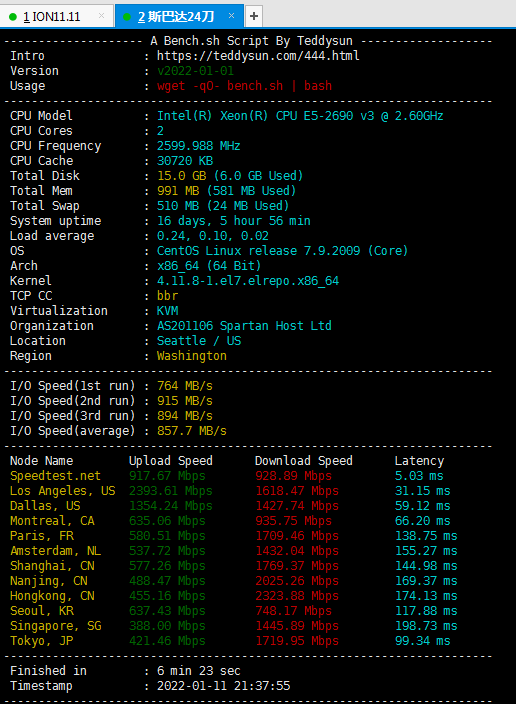 1 ION11.11 × 2 斯巴达24刀 × +
-------------------- A Bench.sh Script By Teddysun -------------------
Intro : https://teddysun.com/444.html
Version : v2022-01-01
Usage : wget -qO- bench.sh | bash
----------------------------------------------------------------------
CPU Model : Intel(R) Xeon(R) CPU E5-2690 v3 @ 2.60GHz
CPU Cores : 2
CPU Frequency : 2599.988 MHz
CPU Cache : 30720 KB
Total Disk : 15.0 GB (6.0 GB Used)
Total Mem : 991 MB (581 MB Used)
Total Swap : 510 MB (24 MB Used)
System uptime : 16 days, 5 hour 56 min
Load average : 0.24, 0.10, 0.02
OS : CentOS Linux release 7.9.2009 (Core)
Arch : x86_64 (64 Bit)
Kernel : 4.11.8-1.el7.elrepo.x86_64
TCP CC : bbr
Virtualization : KVM
Organization : AS201106 Spartan Host Ltd
Location : Seattle / US
Region : Washington
----------------------------------------------------------------------
I/O Speed(1st run) : 764 MB/s
I/O Speed(2nd run) : 915 MB/s
I/O Speed(3rd run) : 894 MB/s
I/O Speed(average) : 857.7 MB/s
----------------------------------------------------------------------
Node Name Upload Speed Download Speed Latency
Speedtest.net 917.67 Mbps 928.89 Mbps 5.03 ms
Los Angeles, US 2393.61 Mbps 1618.47 Mbps 31.15 ms
Dallas, US 1354.24 Mbps 1427.74 Mbps 59.12 ms
Montreal, CA 635.06 Mbps 935.75 Mbps 66.20 ms
Paris, FR 580.51 Mbps 1709.46 Mbps 138.75 ms
Amsterdam, NL 537.72 Mbps 1432.04 Mbps 155.27 ms
Shanghai, CN 577.26 Mbps 1769.37 Mbps 144.98 ms
Nanjing, CN 488.47 Mbps 2025.26 Mbps 169.37 ms
Hongkong, CN 455.16 Mbps 2323.88 Mbps 174.13 ms
Seoul, KR 637.43 Mbps 748.17 Mbps 117.88 ms
Singapore, SG 388.00 Mbps 1445.89 Mbps 198.73 ms
Tokyo, JP 421.46 Mbps 1719.95 Mbps 99.34 ms
----------------------------------------------------------------------
Finished in : 6 min 23 sec
Timestamp : 2022-01-11 21:37:55
----------------------------------------------------------------------